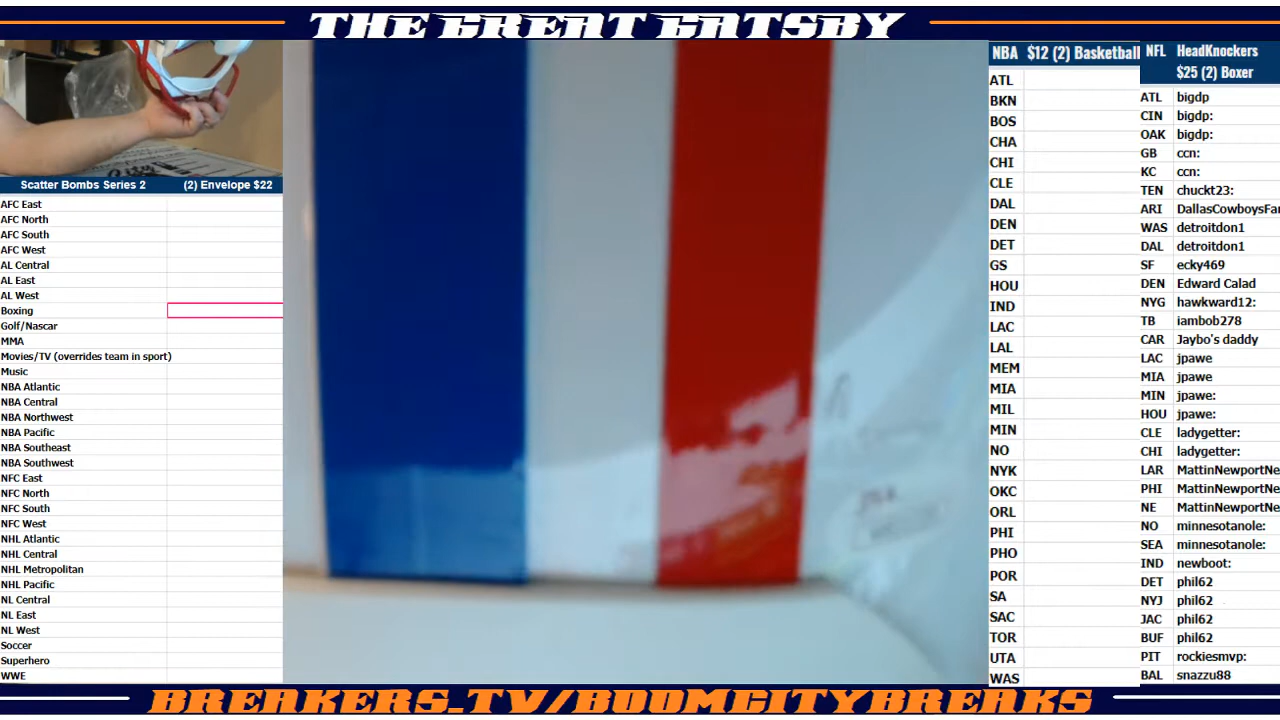 THE GREAT GATSBY
Scatter Bombs Series 2 (2) Envelope $22
AFC East
AFC North
AFC South
AFC West
AL Central
AL East
AL West
Boxing
Golf/Nascar
MMA
Movies/TV (overrides team in sport)
Music
NBA Atlantic
NBA Central
NBA Northwest
NBA Pacific
NBA Southeast
NBA Southwest
NFC East
NFC North
NFC South
NFC West
NHL Atlantic
NHL Central
NHL Metropolitan
NHL Pacific
NL Central
NL East
NL West
Soccer
Superhero
WWE
NBA $12 (2) Basketball
ATL
BKN
BOS
CHA
CHI
CLE
DAL
DEN
DET
GS
HOU
IND
LAC
LAL
MEM
MIA
MIL
MIN
NO
NYK
OKC
ORL
PHI
PHO
POR
SA
SAC
TOR
UTA
WAS
NFL HeadKnockers
$25 (2) Boxer
ATL bigdp
CIN bigdp:
OAK bigdp:
GB ccn:
KC ccn:
TEN chuckt23:
ARI DallasCowboysFa
WAS detroitdon1
DAL detroitdon1
SF ecky469
DEN Edward Calad
NYG hawkward12:
TB iambob278
CAR Jaybo's daddy
LAC jpawe
MIA jpawe
MIN jpawe:
HOU jpawe:
CLE ladygetter:
CHI ladygetter:
LAR MattinNewportNe
PHI MattinNewportNe
NE MattinNewportNe
NO minnesotanole:
SEA minnesotanole:
IND newboot:
DET phil62
NYJ phil62
JAC phil62
BUF phil62
PIT rockiesmvp:
BAL snazzu88
BREAKERS.TV/BOOMCITYBREAKS